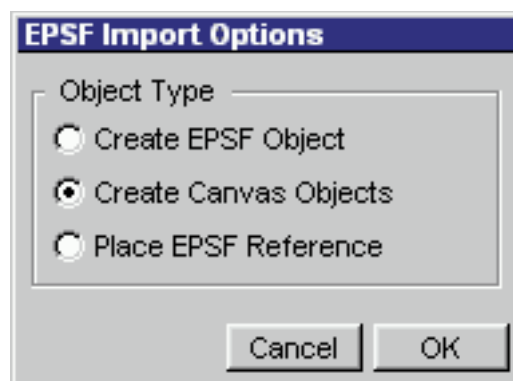 EPSF Import Options
Object Type
Create EPSF Object
Create Canvas Objects
Place EPSF Reference
Cancel OK